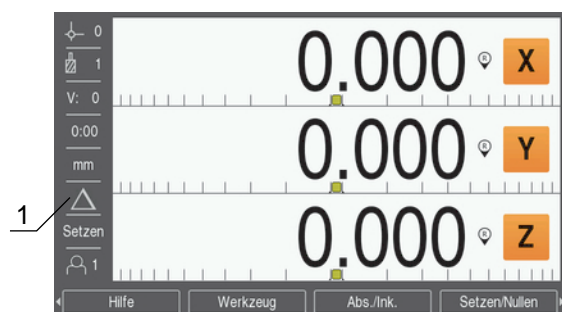 0
1
V: 0
0:00
mm
Setzen
1
0.000 R X
0.000 R Y
0.000 R Z
1
Hilfe Werkzeug Abs./Ink. Setzen/Nullen